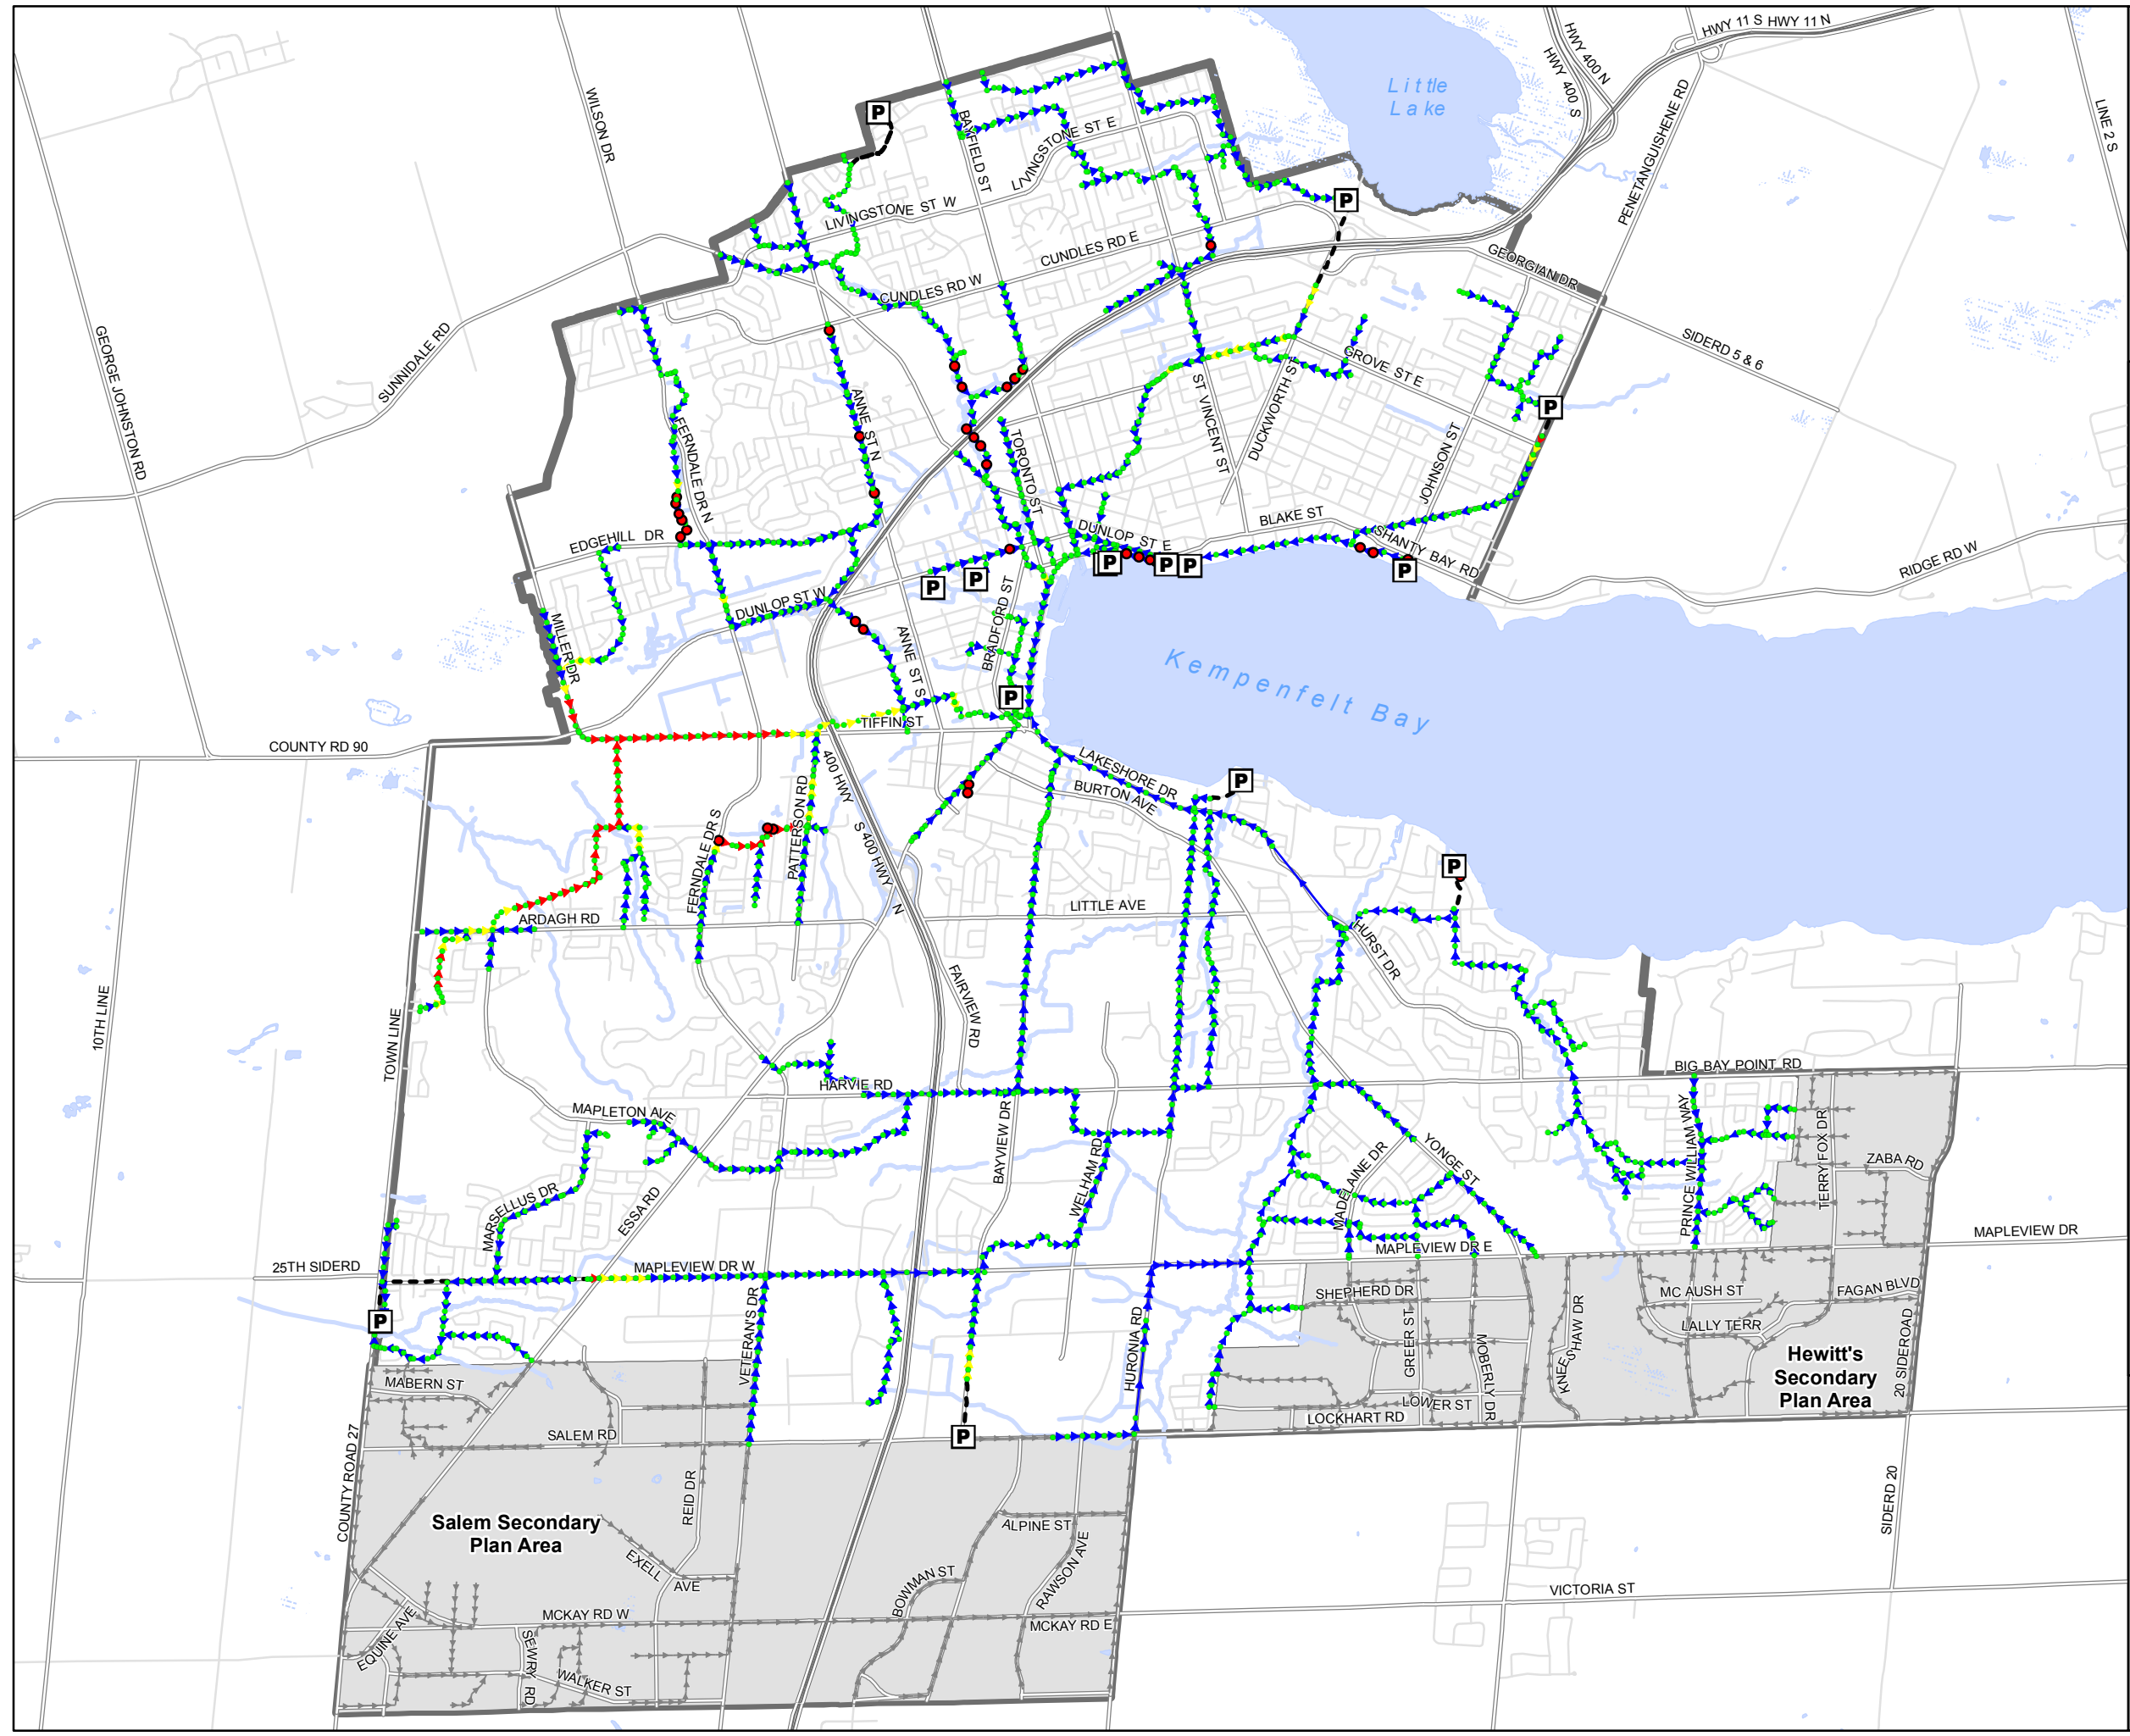 HWY 11 S
HWY 11 N
HWY 400 N
HWY 400 S
Little
Lake
WILSON DR
PENETANGUISHENE RD
LINE 2 S
P
BAYFIELD ST
LIVINGSTONE ST E
LIVINGSTONE ST W
P
CUNDLES RD E
CUNDLES RD W
GEORGIAN DR
SIDERD 5 & 6
SUNNIDALE RD
GEORGE JOHNSTON RD
GROVE ST E
ST VINCENT ST
DUCKWORTH ST
ANNE ST N
FERNDALE DR N
TORONTO ST
JOHNSON ST
P
EDGEHILL DR
DUNLOP ST E
BLAKE ST
SHANTY BAY RD
RIDGE RD W
P
P
P
P
P
P
DUNLOP ST W
MILLER DR
ANNE ST S
BRADFORD ST
Kempenfelt Bay
P
TIFFIN ST
COUNTY RD 90
400 HWY
S 400 HWY
N
LAKESHORE DR
BURTON AVE
P
PATTERSON RD
FERNDALE DR S
P
ARDAGH RD
LITTLE AVE
HURST DR
FAIRVIEW RD
10TH LINE
TOWN LINE
HARVIE RD
BIG BAY POINT RD
MAPLETON AVE
BAYVIEW DR
WELHAM RD
MADELAINE DR
YONGE ST
PRINCE WILLIAM WAY
TERRY FOX DR
ZABA RD
MARSELLUS DR
ESSA RD
MAPLEVIEW DR
MAPLEVIEW DR E
25TH SIDERD
MAPLEVIEW DR W
P
VETERAN'S DR
HURONIA RD
SHEPHERD DR
GREER ST
MOBERLY DR
KNEESHAW DR
MC AUSH ST
FAGAN BLVD
LALLY TERR
20 SIDEROAD
Hewitt's
Secondary
Plan Area
MABERN ST
LOWER ST
LOCKHART RD
P
SALEM RD
COUNTY ROAD 27
REID DR
Salem Secondary
Plan Area
EXELL
AVE
ALPINE ST
RAWSON AVE
BOWMAN ST
SIDERD 20
VICTORIA ST
MCKAY RD W
MCKAY RD E
EQUINE AVE
SEWRY RD
WALKER ST